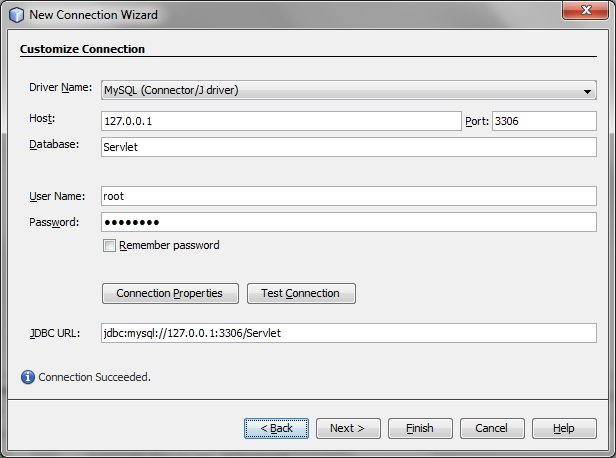 New Connection Wizard
Customize Connection
Driver Name: MySQL (Connector/J driver)
Host: 127.0.0.1 Port: 3306
Database: Servlet
User Name: root
Password: ●●●●●●●●
Remember password
Connection Properties Test Connection
JDBC URL: jdbc:mysql://127.0.0.1:3306/Servlet
Connection Succeeded.
< Back Next > Finish Cancel Help